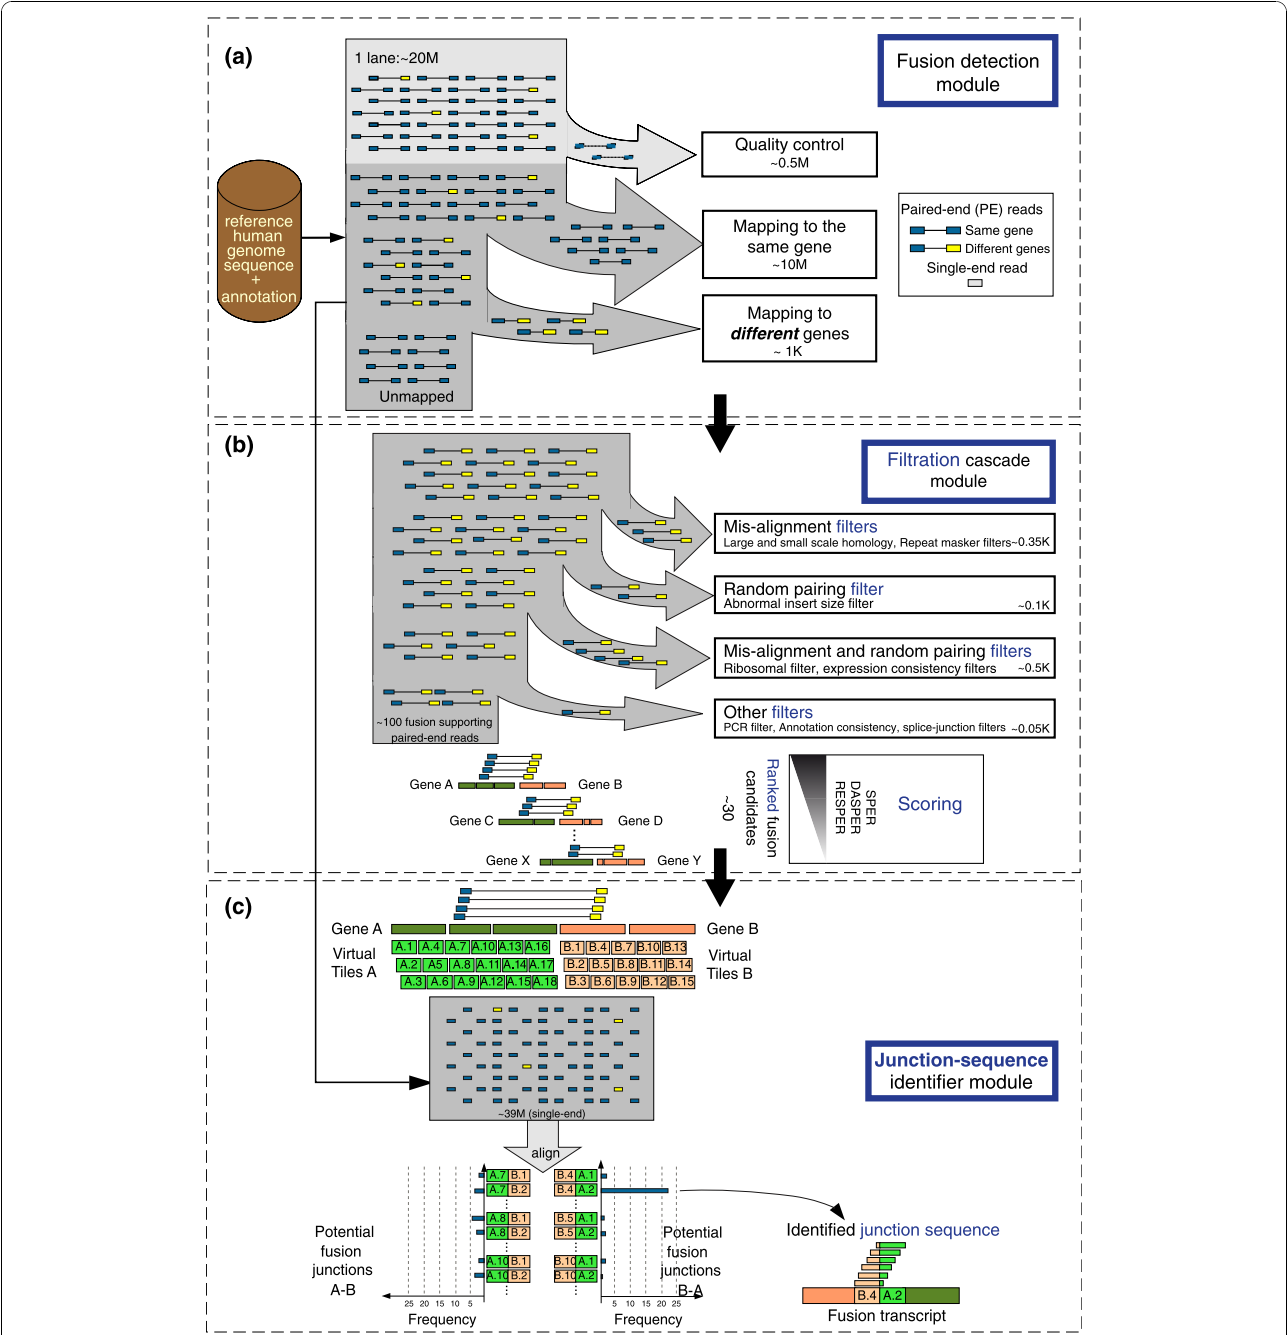 (a)
1 lane:~20M
Fusion detection
module
Quality control
~0.5M
reference
human
genome
sequence
+
annotation
Mapping to the
same gene
~10M
Paired-end (PE) reads
Same gene
Different genes
Single-end read
Mapping to
different genes
~ 1K
Unmapped
(b)
Filtration cascade
module
Mis-alignment filters
Large and small scale homology, Repeat masker filters~0.35K
Random pairing filter
Abnormal insert size filter ~0.1K
Mis-alignment and random pairing filters
Ribosomal filter, expression consistency filters ~0.5K
Other filters
PCR filter, Annotation consistency, splice-junction filters ~0.05K
~100 fusion supporting
paired-end reads
Gene A Gene B
Gene C Gene D
Gene X Gene Y
Ranked fusion
candidates
~30
SPER
DASPER
RESPER
Scoring
(c)
Gene A Gene B
Virtual
Tiles A
A.1 A.4 A.7 A.10 A.13 A.16
A.2 A5 A.8 A.11 A.14 A.17
A.3 A.6 A.9 A.12 A.15 A.18
B.1 B.4 B.7 B.10 B.13
B.2 B.5 B.8 B.11 B.14
B.3 B.6 B.9 B.12 B.15
Virtual
Tiles B
~39M (single-end)
Junction-sequence
identifier module
align
A.7 B.1
A.7 B.2
A.8 B.1
A.8 B.2
A.10 B.1
A.10 B.2
B.4 A.1
B.4 A.2
B.5 A.1
B.5 A.2
B.10 A.1
B.10 A.2
Potential
fusion
junctions
A-B
25 20 15 10 5
Frequency
Potential
fusion
junctions
B-A
5 10 15 20 25
Frequency
Identified junction sequence
B.4 A.2
Fusion transcript